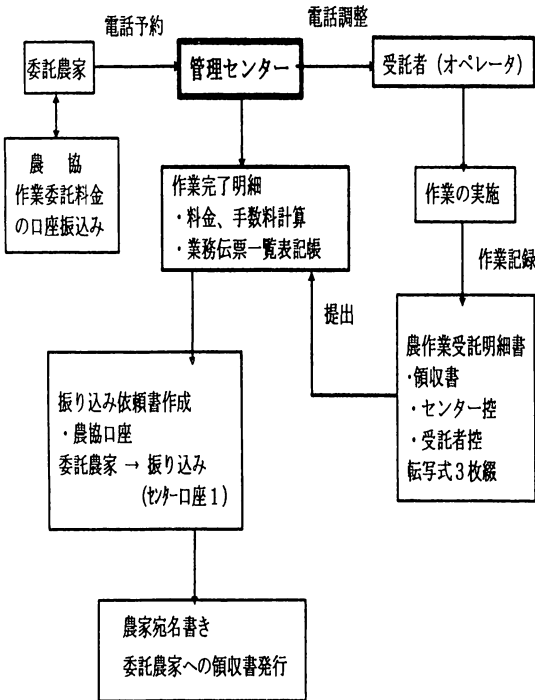 電話予約
電話調整
委託農家
管理センター
受託者（オペレータ）
農　協
作業委託料金
の口座振込み
作業完了明細
・料金、手数料計算
・業務伝票一覧表記帳
作業の実施
作業記録
提出
農作業受託明細書
・領収書
・センター控
・受託者控
転写式３枚綴
振り込み依頼書作成
・農協口座
委託農家 → 振り込み
（ｾﾝﾀｰ口座１）
農家宛名書き
委託農家への領収書発行